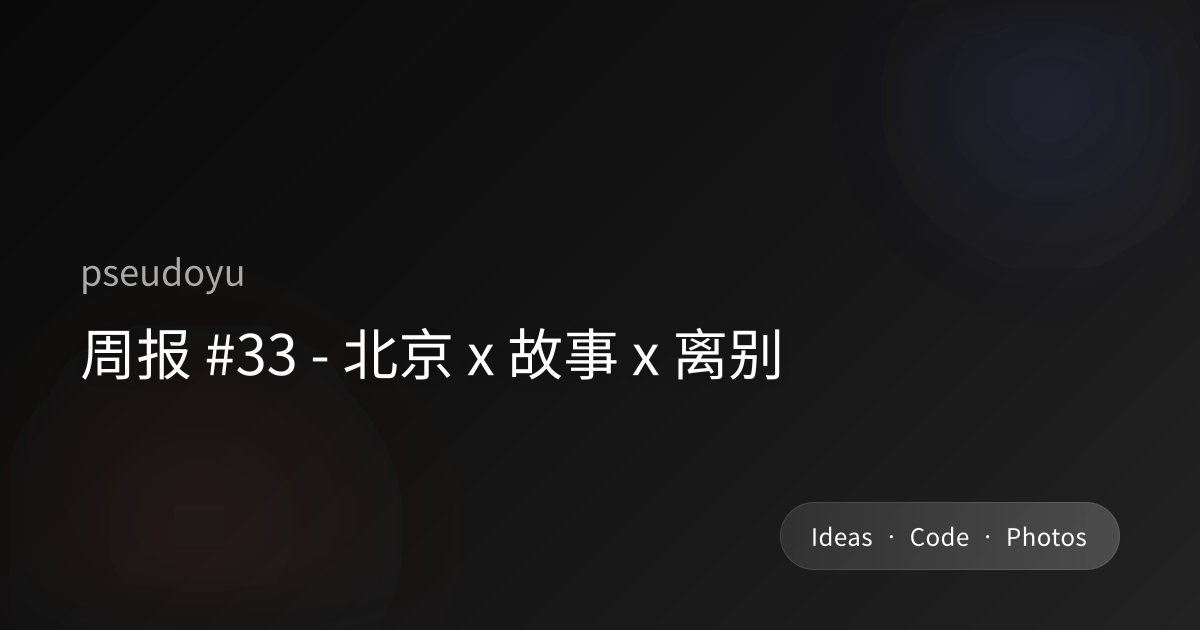 pseudoyu
周报 #33 - 北京 x 故事 x 离别
Ideas · Code · Photos